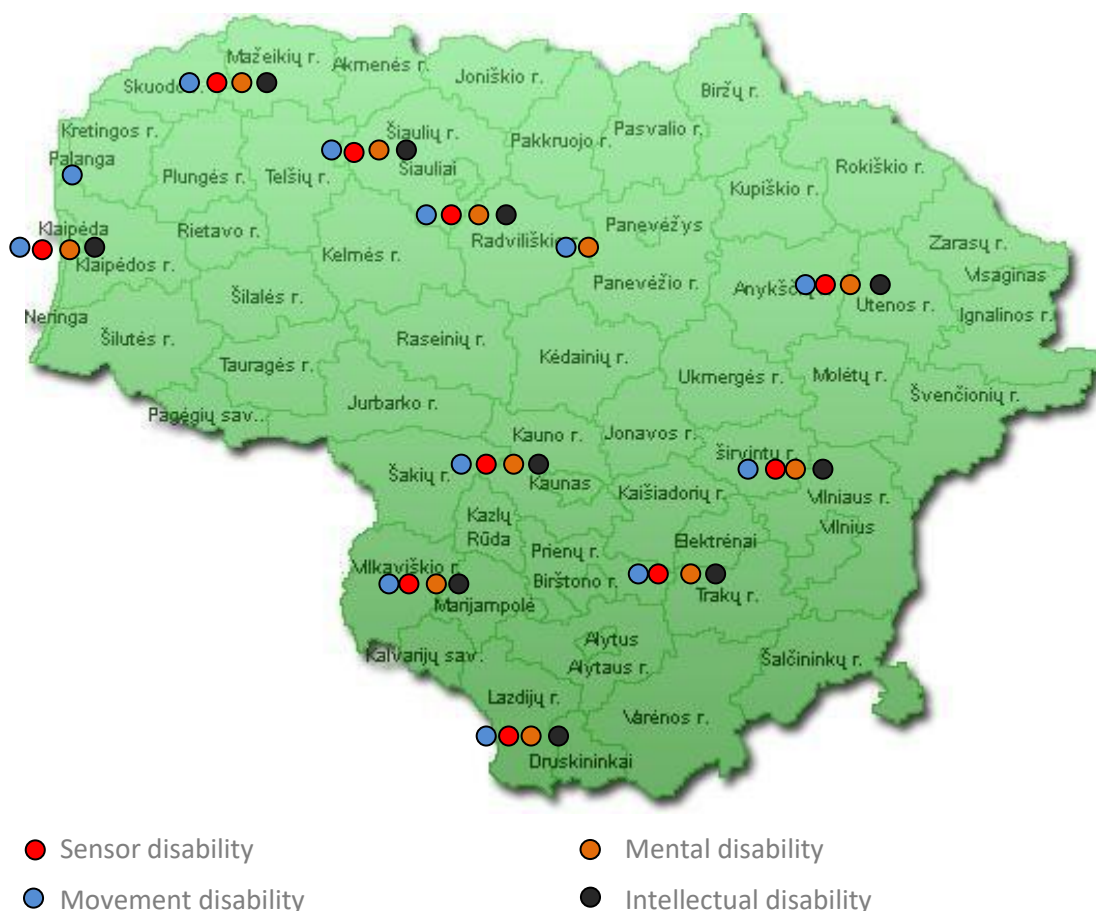 Mažeikių r.
Akmenės r.
Joniškio r.
Skuodo
Biržų r.
Kretingos r.
Šiaulių r.
Pakkruojo r.
Pasvalio r.
Palanga
Plungės r.
Telšių r.
Šiauliai
Kupiškio r.
Rokiškio r.
Klaipėda
Rietavo r.
Radviliškio
Panevėžys
Klaipėdos r.
Kelmės r.
Zarasų r.
Šilalės r.
Panevėžio r.
Anykščių
Visaginas
Neringa
Utenos r.
Ignalinos r.
Šilutės r.
Raseinių r.
Tauragės r.
Kėdainių r.
Ukmergės r.
Molėtų r.
Švenčionių r.
Jurbarko r.
Pagėgių sav...
Kauno r.
Jonavos r.
Širvintų r.
Šakių r.
Kaunas
Kaišiadorių r.
Vilniaus r.
Kazlų
Rūda
Vilnius
Prienų r.
Elektrėnai
Vilkaviškio r.
Birštono r.
Trakų r.
Marijampolė
Alytus
Kalvarijų sav.
Alytaus r.
Šalčininkų r.
Lazdijų r.
Varėnos r.
Druskininkai
Sensor disability
Mental disability
Movement disability
Intellectual disability